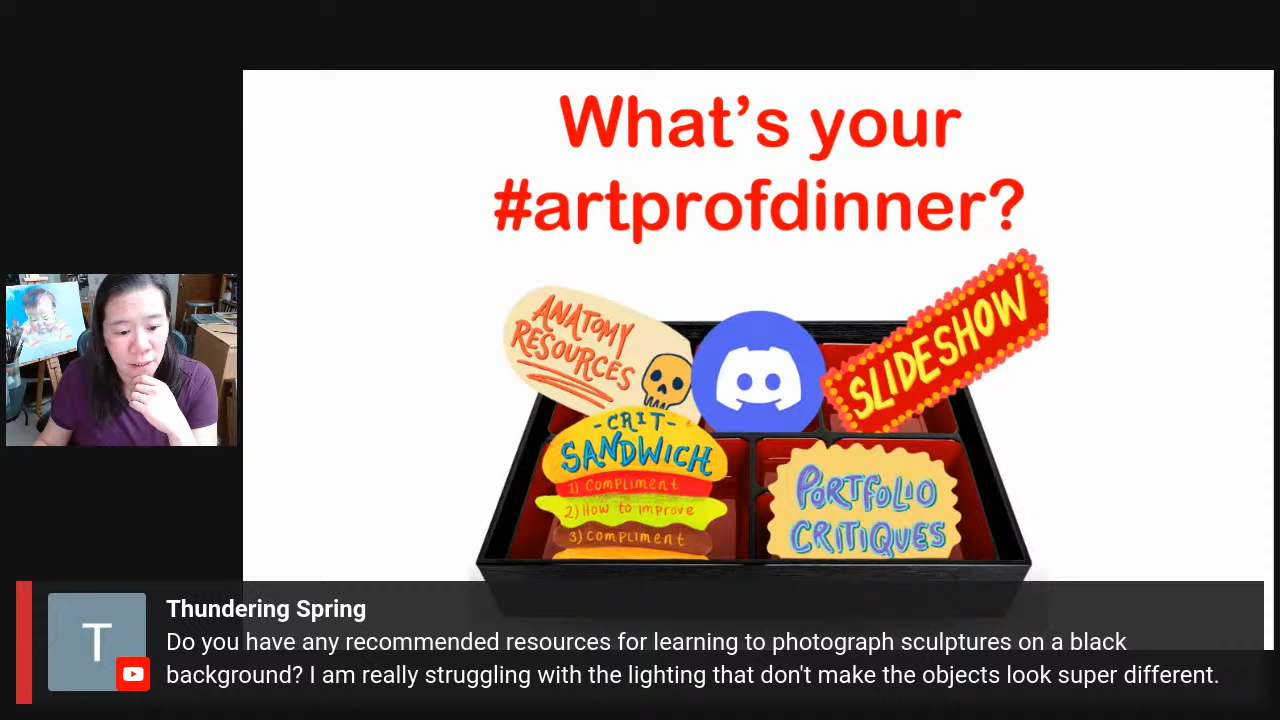 What's your
#artprofdinner?
ANATOMY
RESOURCES
SLIDESHOW
-CRIT-
SANDWICH
1) COMPLIMENT
2) HOW TO IMPROVE
3) COMPLIMENT
PORTFOLIO
CRITIQUES
T
Thundering Spring
Do you have any recommended resources for learning to photograph sculptures on a black
background? I am really struggling with the lighting that don't make the objects look super different.